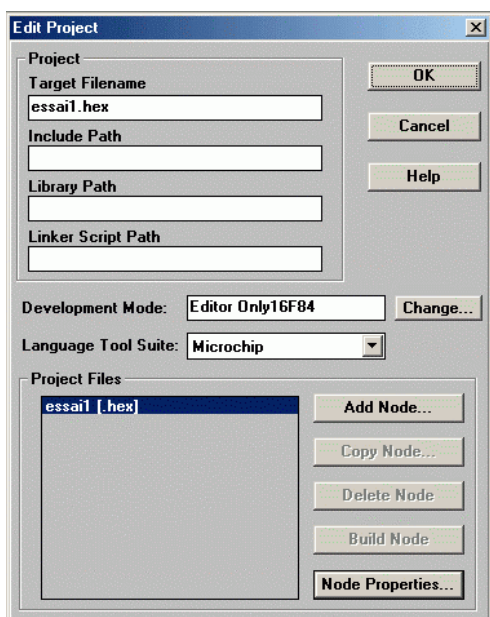 Edit Project
Project
Target Filename
essai1.hex
Include Path
Library Path
Linker Script Path
OK
Cancel
Help
Development Mode: Editor Only16F84 Change...
Language Tool Suite: Microchip
Project Files
essai1 [.hex]
Add Node...
Copy Node...
Delete Node
Build Node
Node Properties...